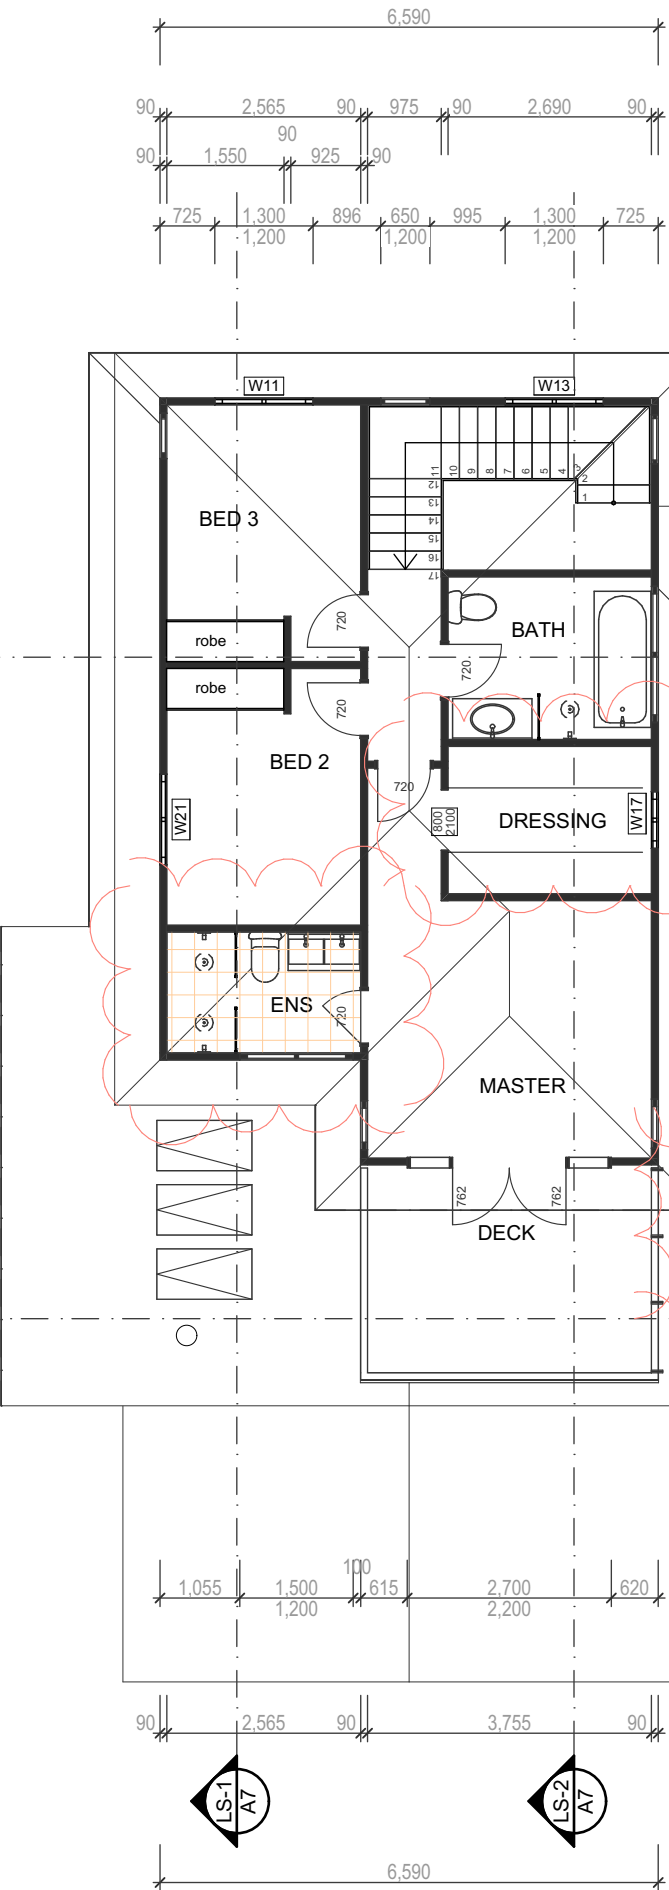 6,590
90 2,565 90 975 90 2,690 90
90
90 1,550 925 90
725 1,300 896 650 995 1,300 725
1,200 1,200 1,200
W11 W13
11 10 9 8 7 6 5 4 3
2
1
12
13
14
15
16
17
BED 3
720
BATH
robe
720
robe
720
BED 2
720
W21
800
2100
DRESSING
W17
ENS
720
MASTER
762 762
DECK
100
1,055 1,500 615 2,700 620
1,200 2,200
90 2,565 90 3,755 90
LS-1
A7
LS-2
A7
6,590